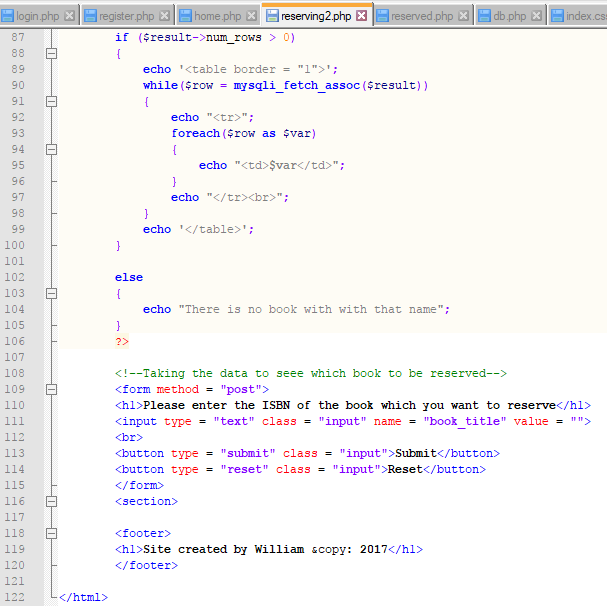 login.php register.php home.php reserving2.php reserved.php db.php index.cs
87 if ($result->num_rows > 0)
88 {
89 echo '<table border = "1">';
90 while($row = mysqli_fetch_assoc($result))
91 {
92 echo "<tr>";
93 foreach($row as $var)
94 {
95 echo "<td>$var</td>";
96 }
97 echo "</tr><br>";
98 }
99 echo '</table>';
100 }
101
102 else
103 {
104 echo "There is no book with with that name";
105 }
106 ?>
107
108 <!--Taking the data to seee which book to be reserved-->
109 <form method = "post">
110 <h1>Please enter the ISBN of the book which you want to reserve</h1>
111 <input type = "text" class = "input" name = "book_title" value = "">
112 <br>
113 <button type = "submit" class = "input">Submit</button>
114 <button type = "reset" class = "input">Reset</button>
115 </form>
116 <section>
117
118 <footer>
119 <h1>Site created by William &copy: 2017</h1>
120 </footer>
121
122 </html>